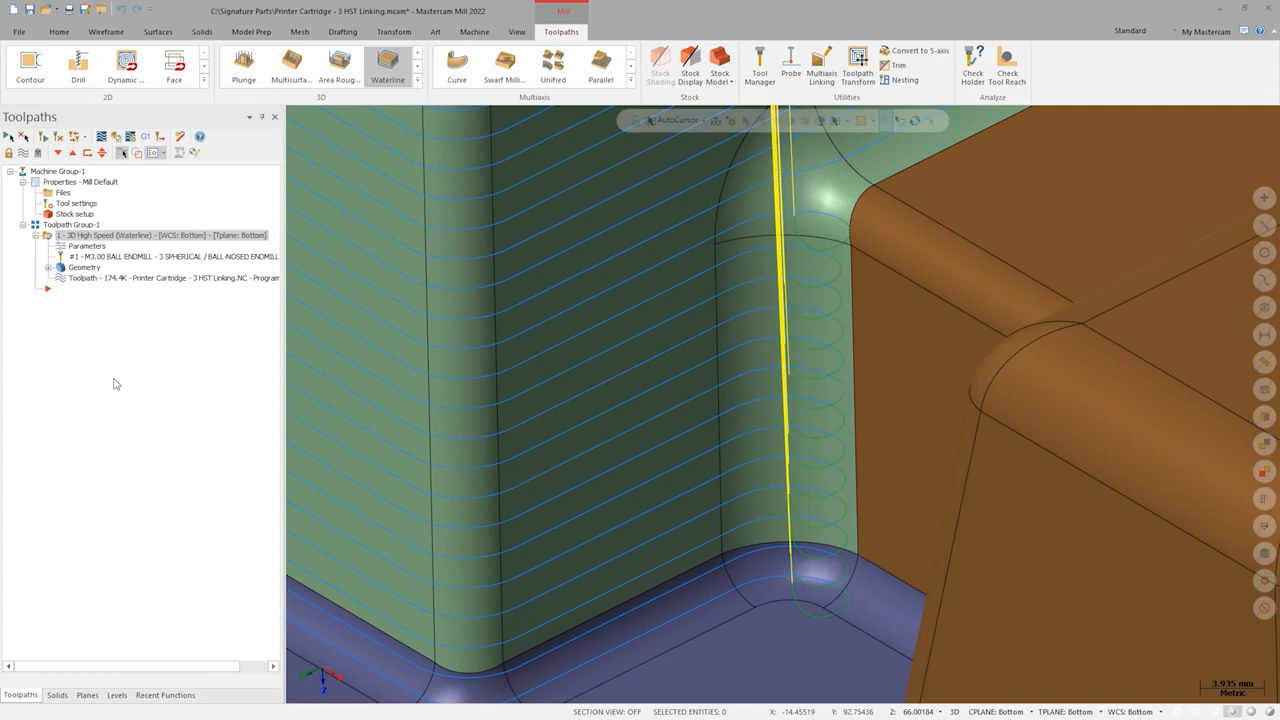 C:\Signature Parts\Printer Cartridge - 3 HST Linking.mcam* - Mastercam Mill 2022
Mill
File Home Wireframe Surfaces Solids Model Prep Mesh Drafting Transform Art Machine View Toolpaths
Standard My Mastercam
Contour Drill Dynamic ... Face
2D
Plunge Multisurfa... Area Roug... Waterline
3D
Curve Swarf Milli... Unified Parallel
Multiaxis
Stock Shading Stock Display Stock Model
Stock
Tool Manager Probe Multiaxis Linking Toolpath Transform
Convert to 5-axis
Trim
Nesting
Utilities
Check Holder Check Tool Reach
Analyze
Toolpaths
AutoCursor
G1
Machine Group-1
Properties - Mill Default
Files
Tool settings
Stock setup
Toolpath Group-1
1 - 3D High Speed (Waterline) - [WCS: Bottom] - [Tplane: Bottom]
Parameters
#1 - M3.00 BALL ENDMILL - 3 SPHERICAL / BALL-NOSED ENDMILL
Geometry
Toolpath - 174.4K - Printer Cartridge - 3 HST Linking.NC - Program
Z
3.935 mm
Metric
Toolpaths Solids Planes Levels Recent Functions
SECTION VIEW: OFF SELECTED ENTITIES: 0 X: -14.45519 Y: 92.75436 Z: 66.00184 3D CPLANE: Bottom TPLANE: Bottom WCS: Bottom